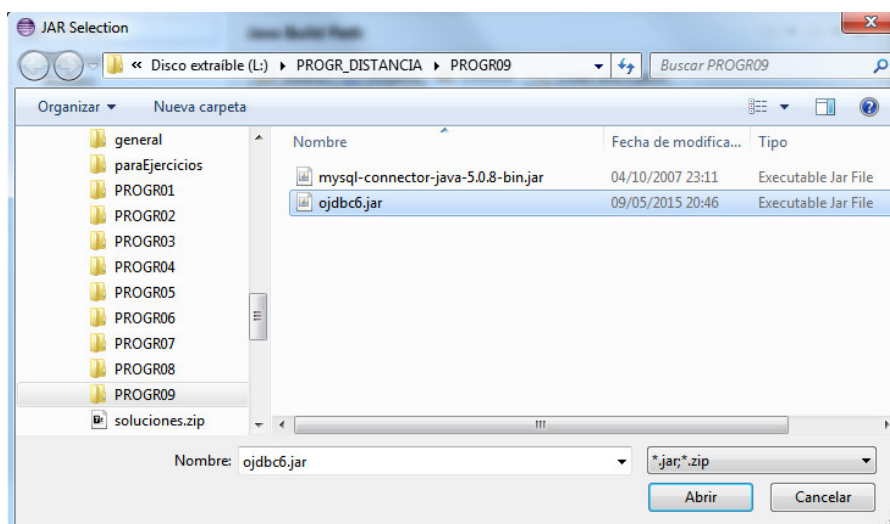 JAR Selection
Java Build Path
« Disco extraíble (L:) ▸ PROGR_DISTANCIA ▸ PROGR09
Buscar PROGR09
Organizar
Nueva carpeta
general
paraEjercicios
PROGR01
PROGR02
PROGR03
PROGR04
PROGR05
PROGR06
PROGR07
PROGR08
PROGR09
soluciones.zip
Nombre Fecha de modifica... Tipo
mysql-connector-java-5.0.8-bin.jar 04/10/2007 23:11 Executable Jar File
ojdbc6.jar 09/05/2015 20:46 Executable Jar File
Nombre: ojdbc6.jar
*.jar;*.zip
Abrir Cancelar